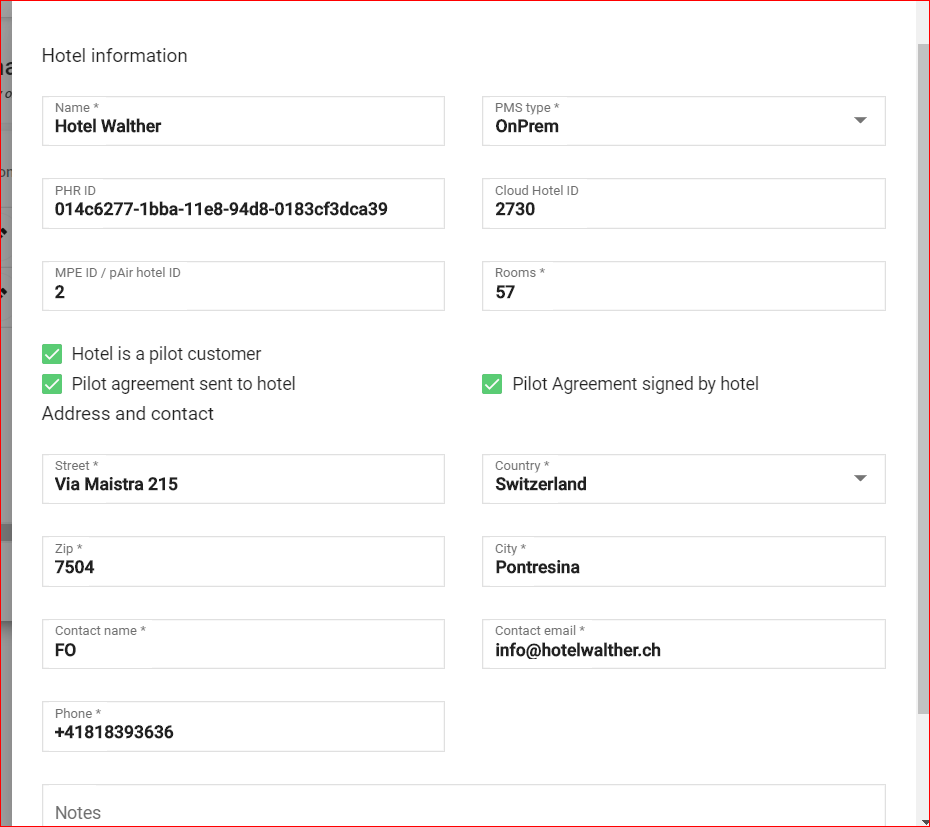 Hotel information
Name *
Hotel Walther
PMS type *
OnPrem
PHR ID
014c6277-1bba-11e8-94d8-0183cf3dca39
Cloud Hotel ID
2730
MPE ID / pAir hotel ID
2
Rooms *
57
Hotel is a pilot customer
Pilot agreement sent to hotel
Pilot Agreement signed by hotel
Address and contact
Street *
Via Maistra 215
Country *
Switzerland
Zip *
7504
City *
Pontresina
Contact name *
FO
Contact email *
info@hotelwalther.ch
Phone *
+41818393636
Notes